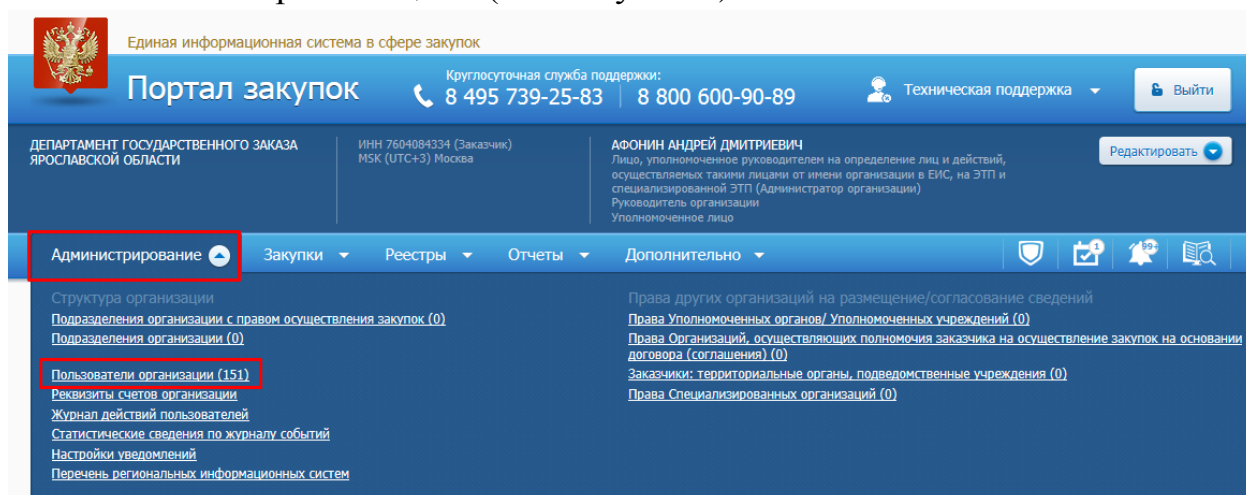 Единая информационная система в сфере закупок
Портал закупок
Круглосуточная служба поддержки:
8 495 739-25-83 8 800 600-90-89
Техническая поддержка
Выйти
ДЕПАРТАМЕНТ ГОСУДАРСТВЕННОГО ЗАКАЗА
ЯРОСЛАВСКОЙ ОБЛАСТИ
ИНН 7604084334 (Заказчик)
MSK (UTC+3) Москва
АФОНИН АНДРЕЙ ДМИТРИЕВИЧ
Лицо, уполномоченное руководителем на определение лиц и действий,
осуществляемых такими лицами от имени организации в ЕИС, на ЭТП и
специализированной ЭТП (Администратор организации)
Руководитель организации
Уполномоченное лицо
Редактировать
Администрирование Закупки Реестры Отчеты Дополнительно 1 99+
Структура организации
Подразделения организации с правом осуществления закупок (0)
Подразделения организации (0)
Пользователи организации (151)
Реквизиты счетов организации
Журнал действий пользователей
Статистические сведения по журналу событий
Настройки уведомлений
Перечень региональных информационных систем
Права других организаций на размещение/согласование сведений
Права Уполномоченных органов/ Уполномоченных учреждений (0)
Права Организаций, осуществляющих полномочия заказчика на осуществление закупок на основании
договора (соглашения) (0)
Заказчики: территориальные органы, подведомственные учреждения (0)
Права Специализированных организаций (0)